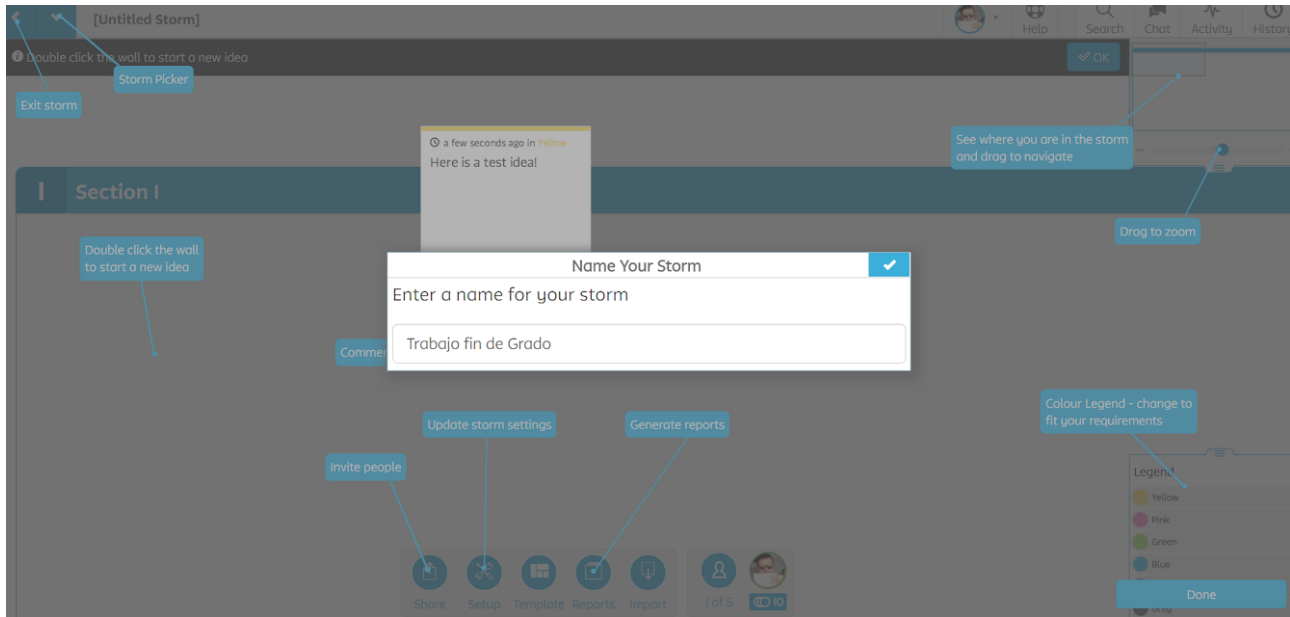 [Untitled Storm]
Help
Search
Chat
Activity
History
Double click the wall to start a new idea
OK
Storm Picker
Exit storm
a few seconds ago in Yellow
Here is a test idea!
See where you are in the storm
and drag to navigate
I
Section I
Drag to zoom
Double click the wall
to start a new idea
Name Your Storm
Enter a name for your storm
Trabajo fin de Grado
Colour Legend - change to
fit your requirements
Update storm settings
Generate reports
Invite people
Legend
Yellow
Pink
Green
Blue
Done
Grey
Share
Setup
Template
Reports
Import
1 of 5
10